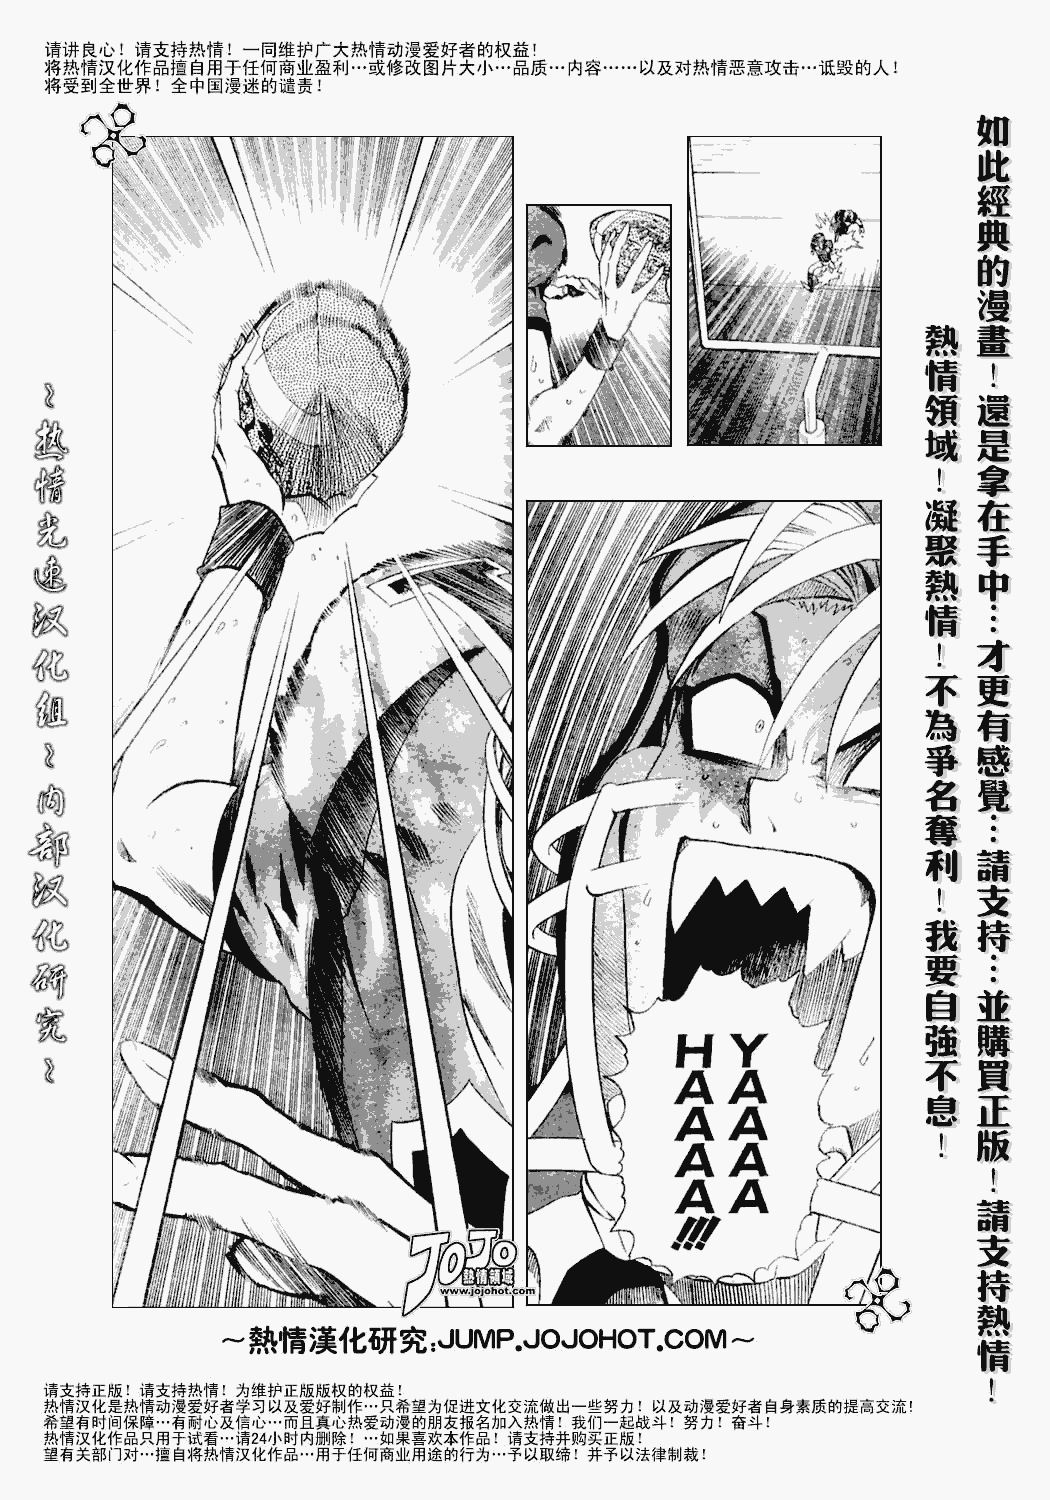 请讲良心！请支持热情！一同维护广大热情动漫爱好者的权益！
将热情汉化作品擅自用于任何商业盈利…或修改图片大小…品质…内容……以及对热情恶意攻击…诋毁的人！
将受到全世界！全中国漫迷的谴责！
如此經典的漫畫！還是拿在手中…才更有感覺…請支持…並購買正版！請支持熱情！
熱情領域！凝聚熱情！不為爭名奪利！我要自強不息！
YAAAA
HAAAA!!!
~热情光速汉化组~内部汉化研究~
JOJO
熱情領域
www.jojohot.com
～熱情漢化研究:JUMP.JOJOHOT.COM～
请支持正版！请支持热情！为维护正版版权的权益！
热情汉化是热情动漫爱好者学习以及爱好制作…只希望为促进文化交流做出一些努力！以及动漫爱好者自身素质的提高交流！
希望有时间保障…有耐心及信心…而且真心热爱动漫的朋友报名加入热情！我们一起战斗！努力！奋斗！
热情汉化作品只用于试看…请24小时内删除！…如果喜欢本作品！请支持并购买正版！
望有关部门对…擅自将热情汉化作品…用于任何商业用途的行为…予以取缔！并予以法律制裁！